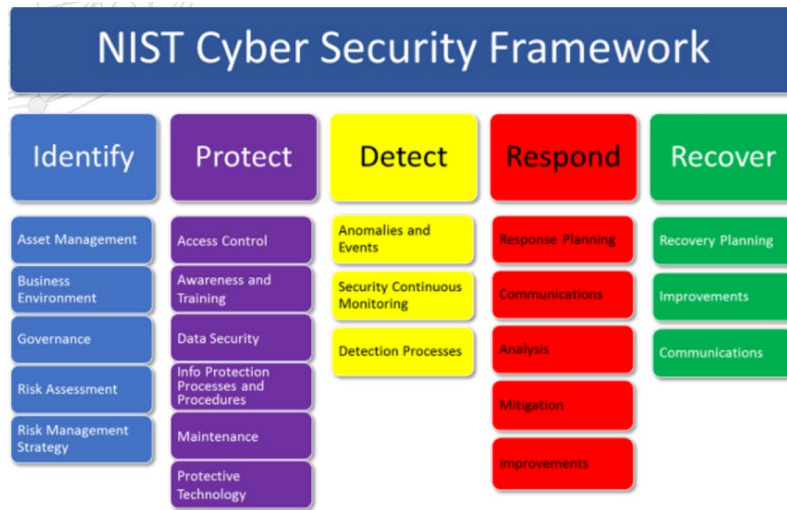 NIST Cyber Security Framework
Identify
Asset Management
Business
Environment
Governance
Risk Assessment
Risk Management
Strategy
Protect
Access Control
Awareness and
Training
Data Security
Info Protection
Processes and
Procedures
Maintenance
Protective
Technology
Detect
Anomalies and
Events
Security Continuous
Monitoring
Detection Processes
Respond
Response Planning
Communications
Analysis
Mitigation
Improvements
Recover
Recovery Planning
Improvements
Communications